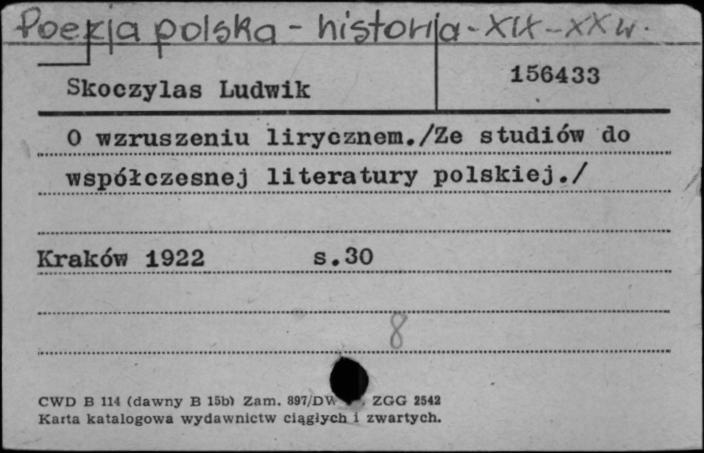 Poezja polska - historia - XIX - XX w.
Skoczylas Ludwik
156433
O wzruszeniu lirycznem./Ze studiów do
współczesnej literatury polskiej./
Kraków 1922 s.30
8
CWD B 114 (dawny B 15b) Zam. 897/DW ZGG 2542
Karta katalogowa wydawnictw ciągłych i zwartych.